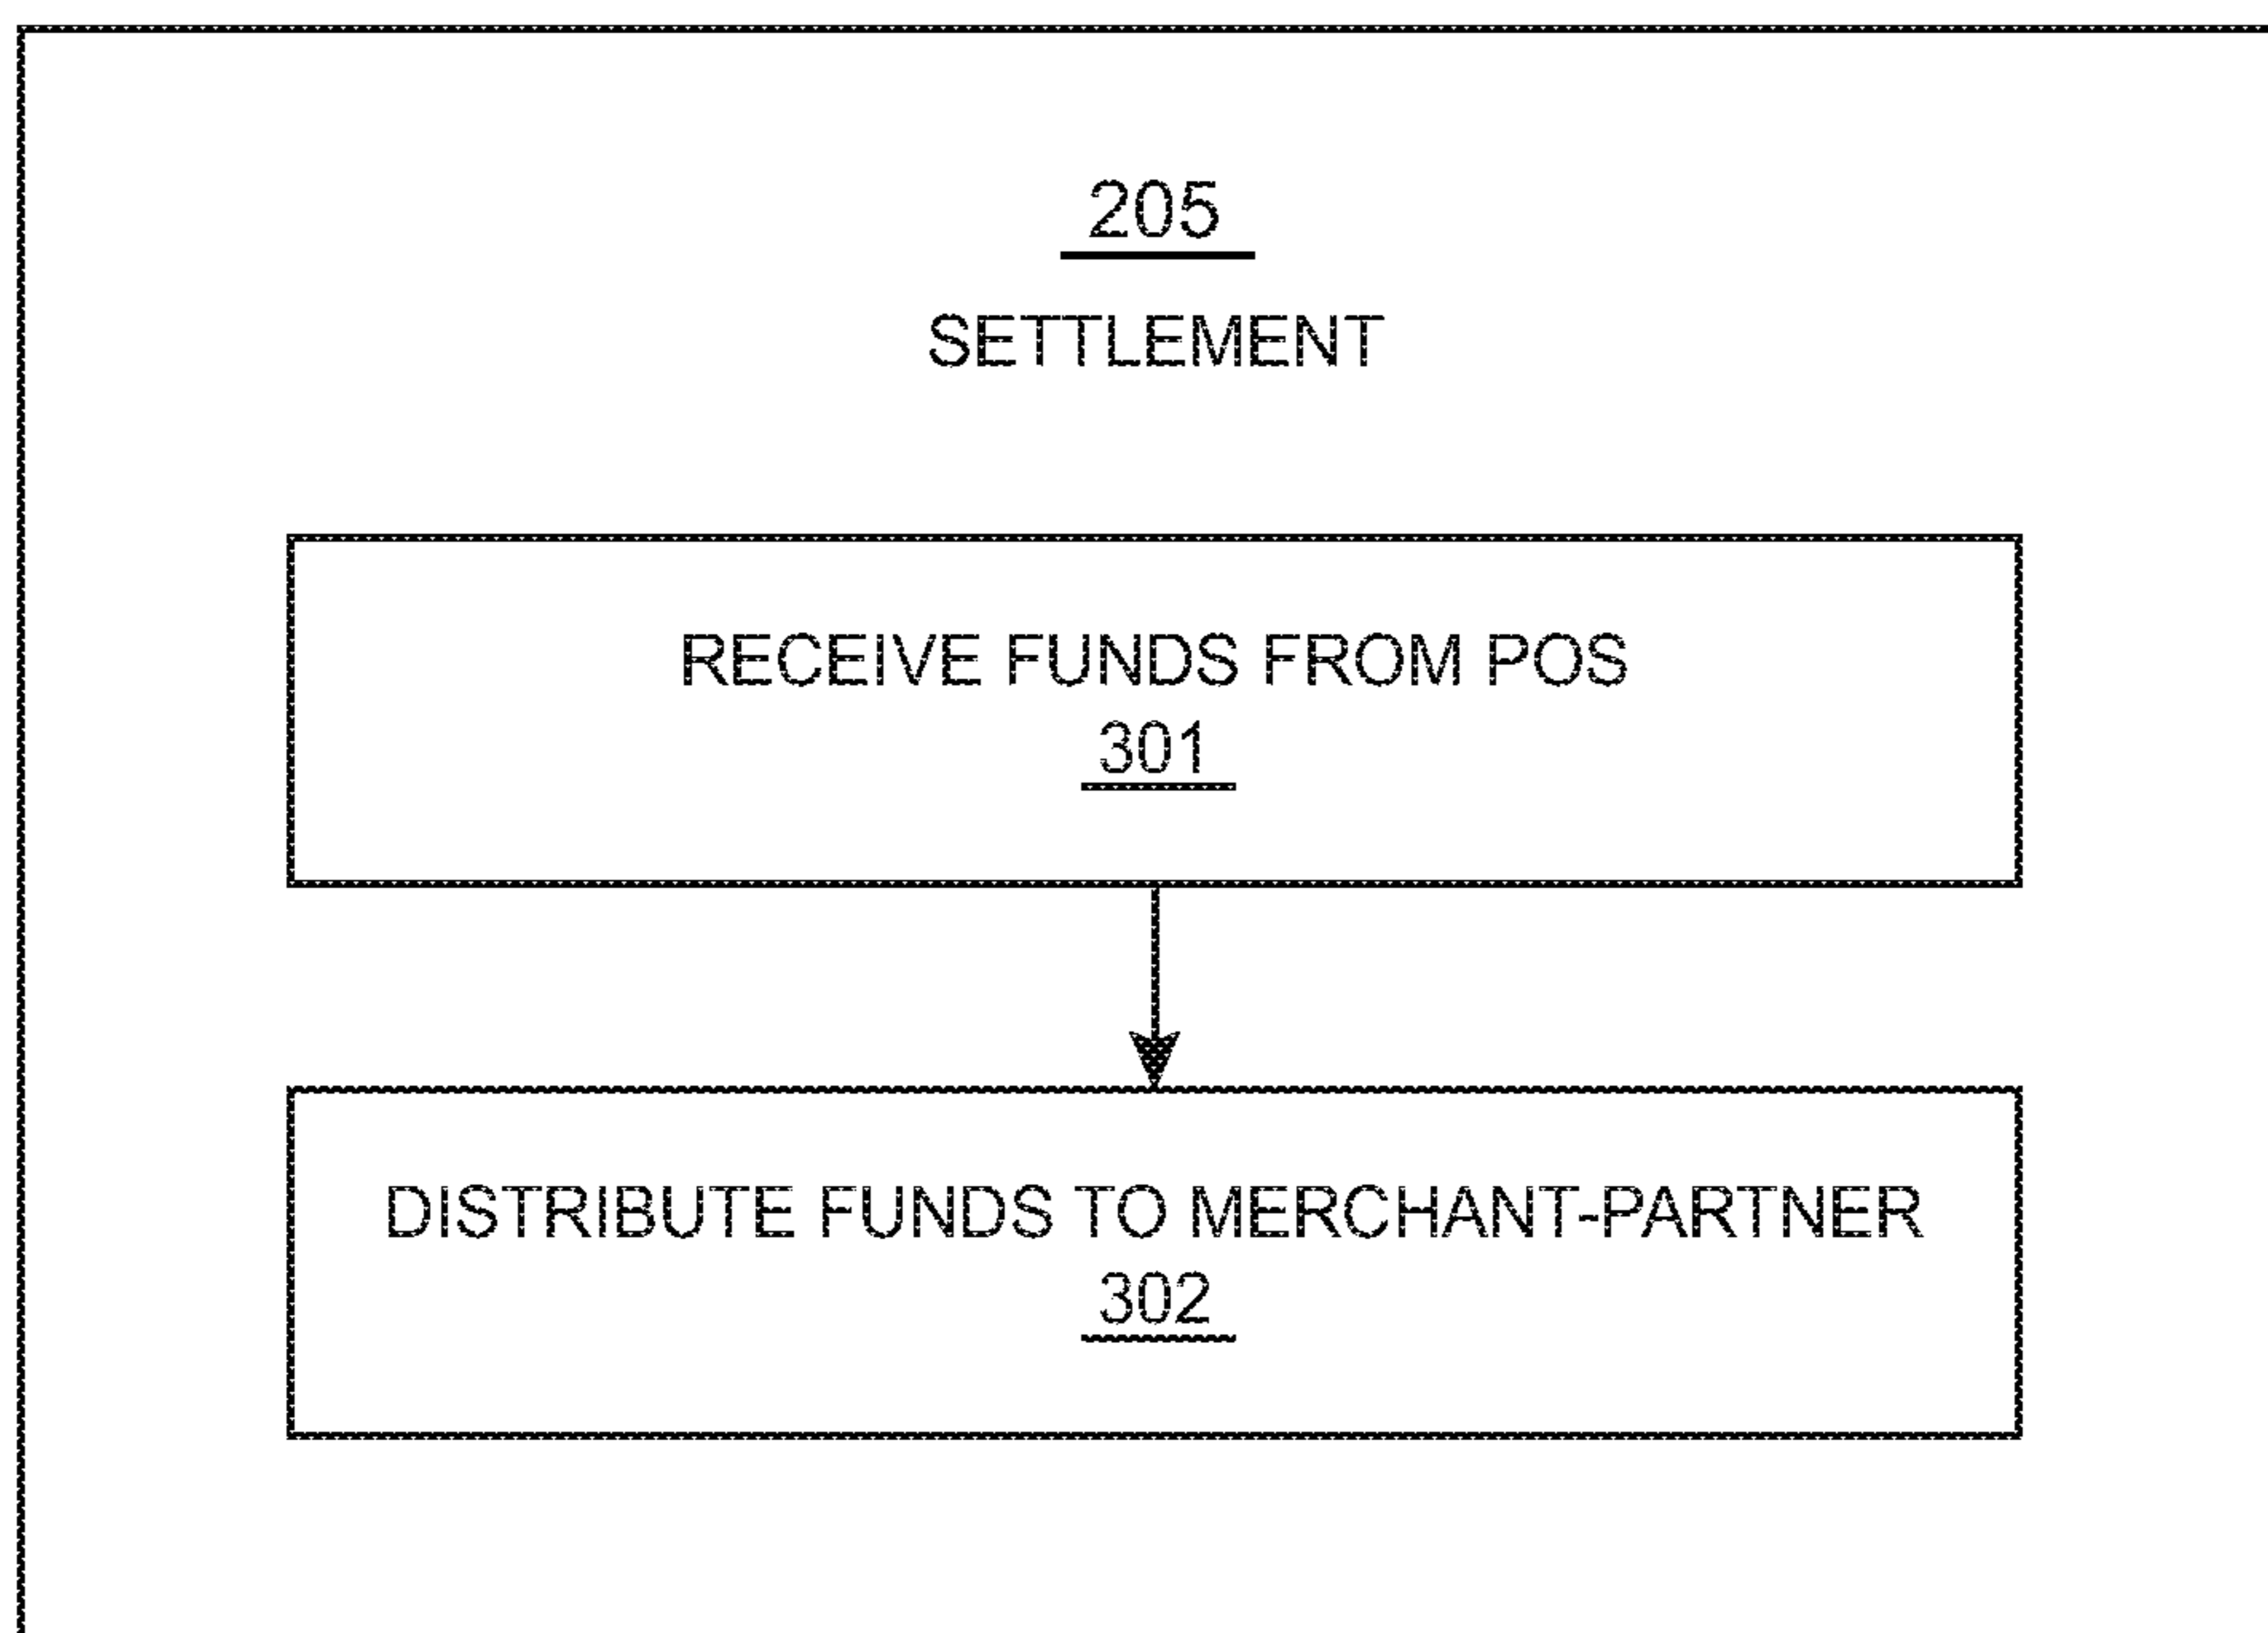 205
SETTLEMENT
RECEIVE FUNDS FROM POS
301
DISTRIBUTE FUNDS TO MERCHANT-PARTNER
302